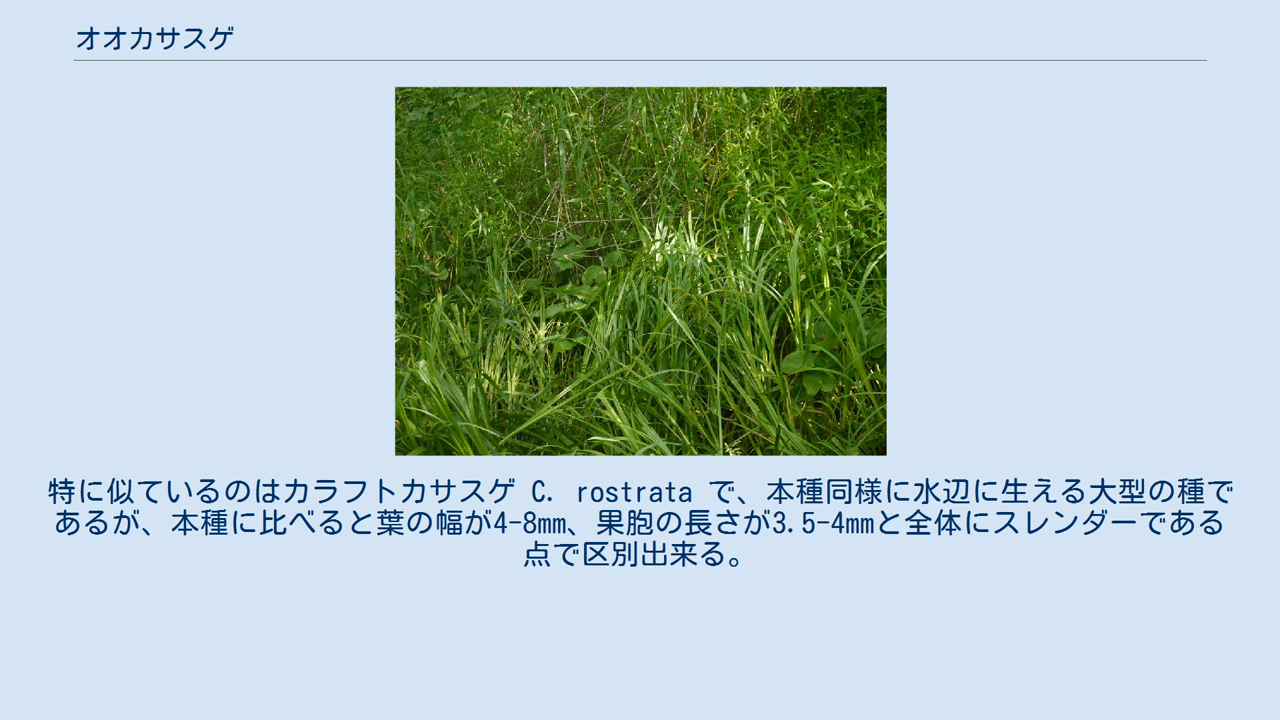 オオカサスゲ
特に似ているのはカラフトカサスゲ C. rostrata で、本種同様に水辺に生える大型の種で
あるが、本種に比べると葉の幅が4-8mm、果胞の長さが3.5-4mmと全体にスレンダーである
点で区別出来る。